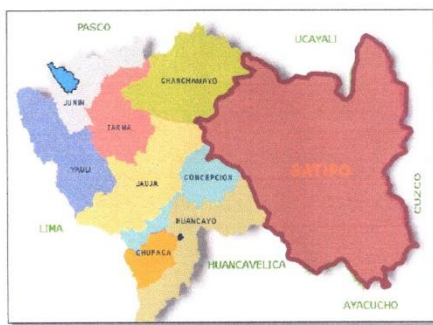 PASCO
UCAYALI
CHANCHAMAYO
JUNIN
TARMA
SATIPO
YAULI
JAUJA
CONCEPCION
CUZCO
HUANCAYO
LIMA
CHUPACA
HUANCAVELICA
AYACUCHO